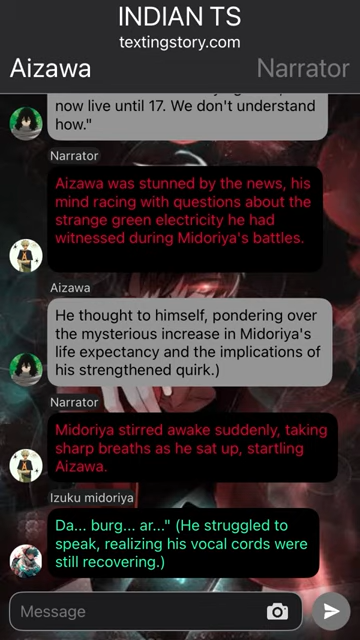 INDIAN TS
textingstory.com
Aizawa
Narrator
now live until 17. We don't understand
how."
Narrator
Aizawa was stunned by the news, his
mind racing with questions about the
strange green electricity he had
witnessed during Midoriya's battles.
Aizawa
He thought to himself, pondering over
the mysterious increase in Midoriya's
life expectancy and the implications of
his strengthened quirk.)
Narrator
Midoriya stirred awake suddenly, taking
sharp breaths as he sat up, startling
Aizawa.
Izuku midoriya
Da... burg... ar..." (He struggled to
speak, realizing his vocal cords were
still recovering.)
Message